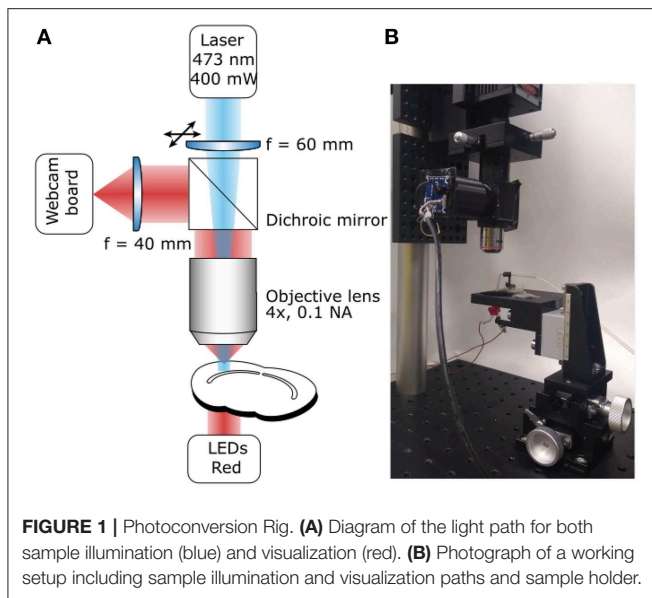 A
Laser
473 nm
400 mW
f = 60 mm
Webcam
board
f = 40 mm
Dichroic mirror
Objective lens
4x, 0.1 NA
LEDs
Red
B
FIGURE 1 | Photoconversion Rig. (A) Diagram of the light path for both
sample illumination (blue) and visualization (red). (B) Photograph of a working
setup including sample illumination and visualization paths and sample holder.